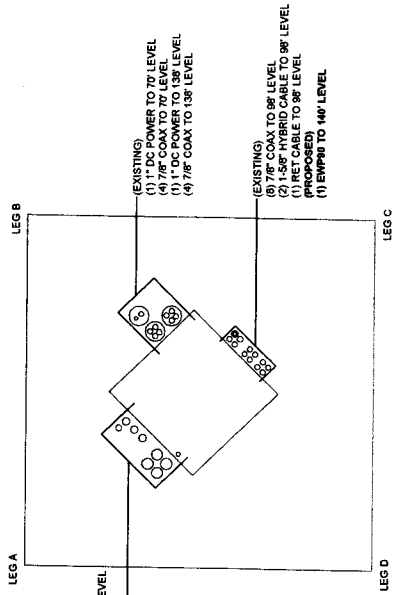 LEG A
LEG B
(EXISTING)
(1) 1" DC POWER TO 70' LEVEL
(4) 7/8" COAX TO 70' LEVEL
(1) 1" DC POWER TO 138' LEVEL
(4) 7/8" COAX TO 138' LEVEL
(EXISTING)
(8) 7/8" COAX TO 98' LEVEL
(2) 1-5/8" HYBRID CABLE TO 98' LEVEL
(1) RET CABLE TO 98' LEVEL
(PROPOSED)
(1) EWP90 TO 140' LEVEL
LEVEL
LEG D
LEG C